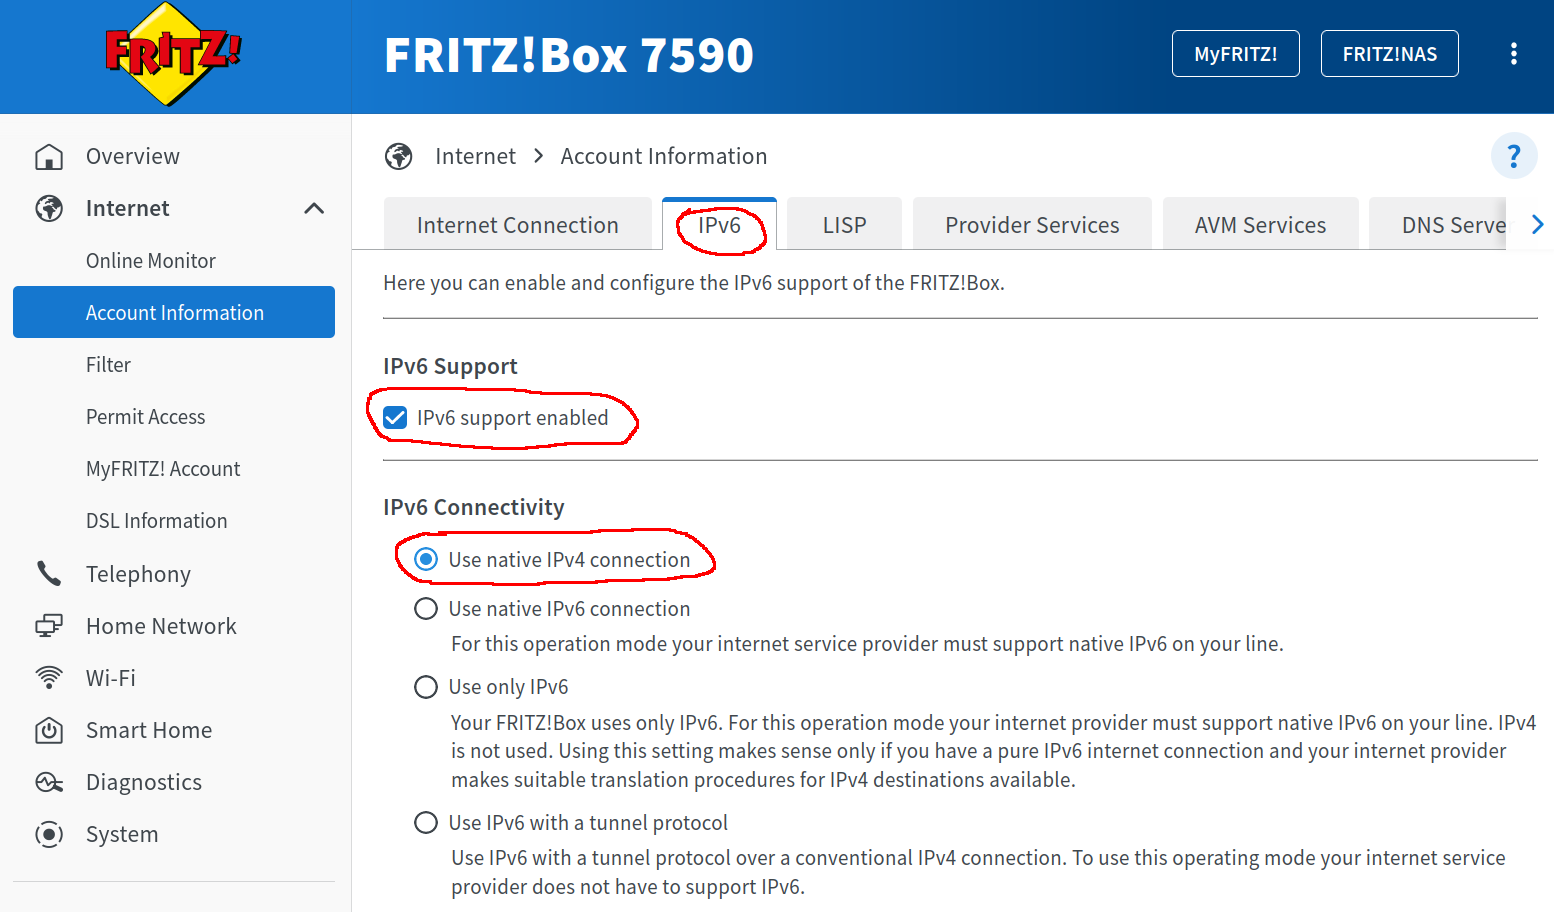 FRITZ!
FRITZ!Box 7590
MyFRITZ!
FRITZ!NAS
Overview
Internet
Online Monitor
Account Information
Filter
Permit Access
MyFRITZ! Account
DSL Information
Telephony
Home Network
Wi-Fi
Smart Home
Diagnostics
System
Internet > Account Information
?
Internet Connection
IPv6
LISP
Provider Services
AVM Services
DNS Serve
Here you can enable and configure the IPv6 support of the FRITZ!Box.
IPv6 Support
IPv6 support enabled
IPv6 Connectivity
Use native IPv4 connection
Use native IPv6 connection
For this operation mode your internet service provider must support native IPv6 on your line.
Use only IPv6
Your FRITZ!Box uses only IPv6. For this operation mode your internet provider must support native IPv6 on your line. IPv4
is not used. Using this setting makes sense only if you have a pure IPv6 internet connection and your internet provider
makes suitable translation procedures for IPv4 destinations available.
Use IPv6 with a tunnel protocol
Use IPv6 with a tunnel protocol over a conventional IPv4 connection. To use this operating mode your internet service
provider does not have to support IPv6.